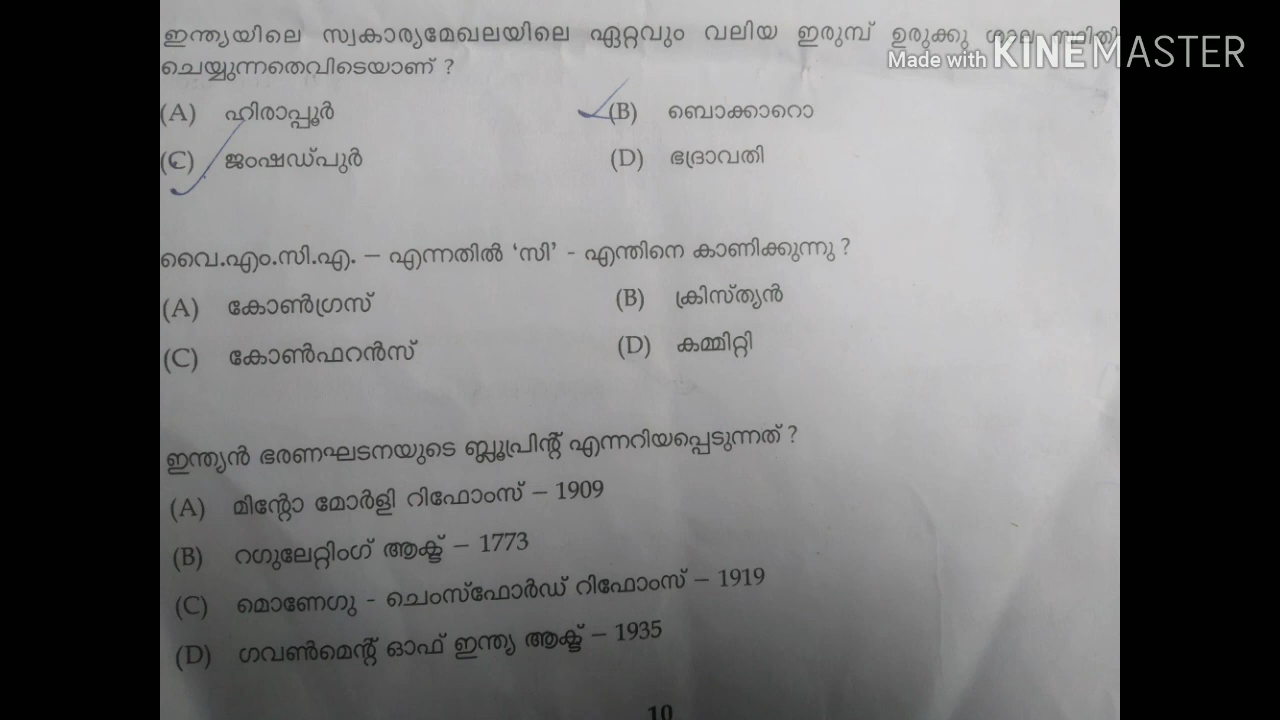 ഇന്ത്യയിലെ സ്വകാര്യമേഖലയിലെ ഏറ്റവും വലിയ ഇരുമ്പ് ഉരുക്കു ശാല സ്ഥിതി
Made with KINEMASTER
ചെയ്യുന്നതെവിടെയാണ് ?
(A) ഹിരാപ്പൂർ (B) ബൊക്കാറൊ
(C) ജംഷഡ്പുർ (D) ഭദ്രാവതി
വൈ.എം.സി.എ. – എന്നതിൽ ‘സി’ - എന്തിനെ കാണിക്കുന്നു ?
(A) കോൺഗ്രസ് (B) ക്രിസ്ത്യൻ
(C) കോൺഫറൻസ് (D) കമ്മിറ്റി
ഇന്ത്യൻ ഭരണഘടനയുടെ ബ്ലൂപ്രിന്റ് എന്നറിയപ്പെടുന്നത് ?
(A) മിന്റോ മോർളി റിഫോംസ് – 1909
(B) റഗുലേറ്റിംഗ് ആക്ട് – 1773
(C) മൊണേഗു - ചെംസ്ഫോർഡ് റിഫോംസ് – 1919
(D) ഗവൺമെന്റ് ഓഫ് ഇന്ത്യ ആക്ട് – 1935
10